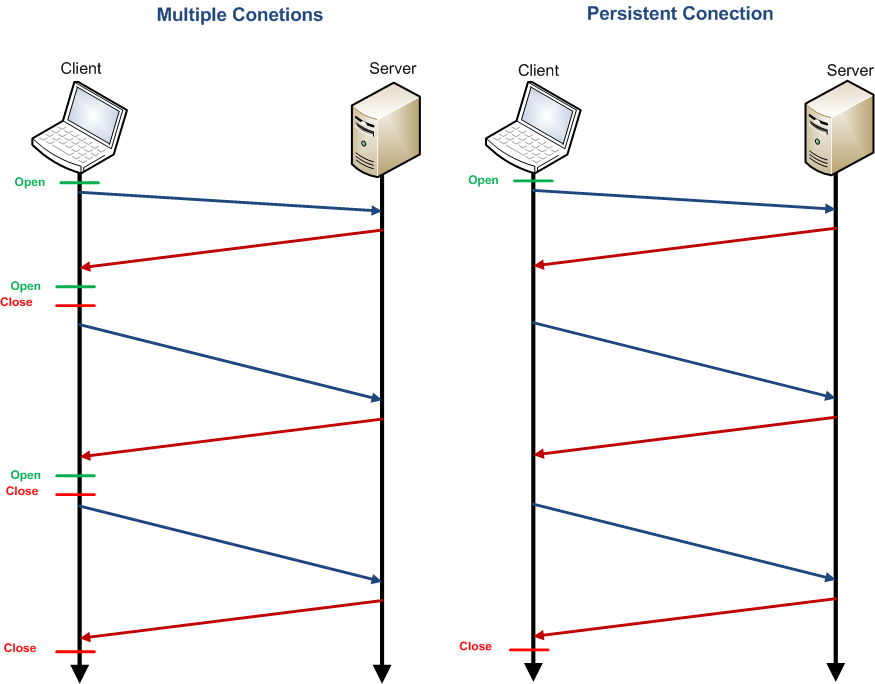 Multiple Conetions
Client
Server
Open
Open
Close
Open
Close
Close
Persistent Conection
Client
Server
Open
Close